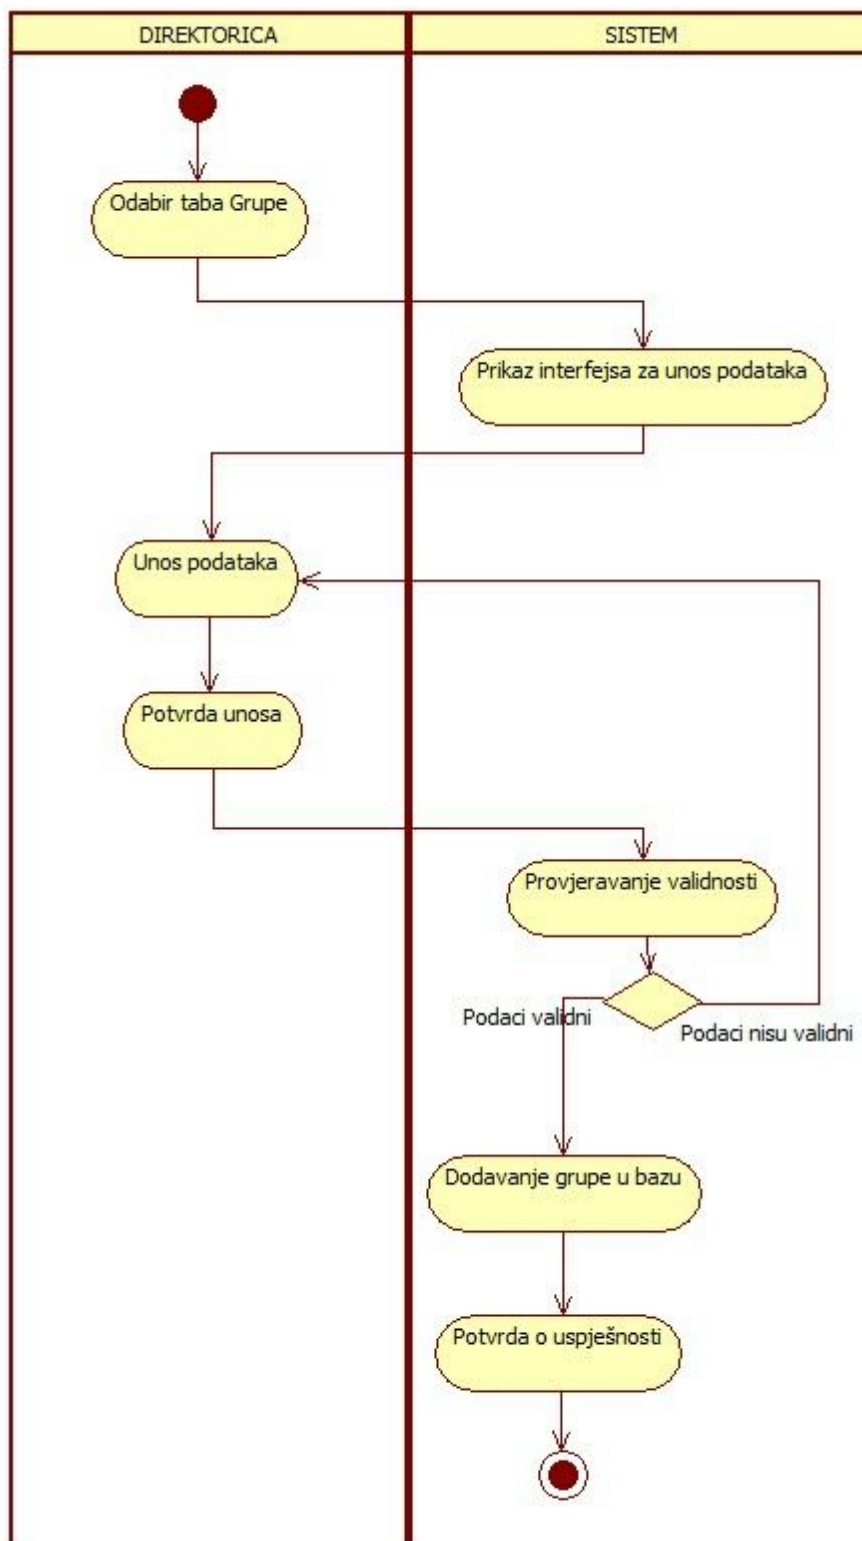 DIREKTORICA
SISTEM
Odabir taba Grupe
Prikaz interfejsa za unos podataka
Unos podataka
Potvrda unosa
Provjeravanje validnosti
Podaci validni
Podaci nisu validni
Dodavanje grupe u bazu
Potvrda o uspješnosti